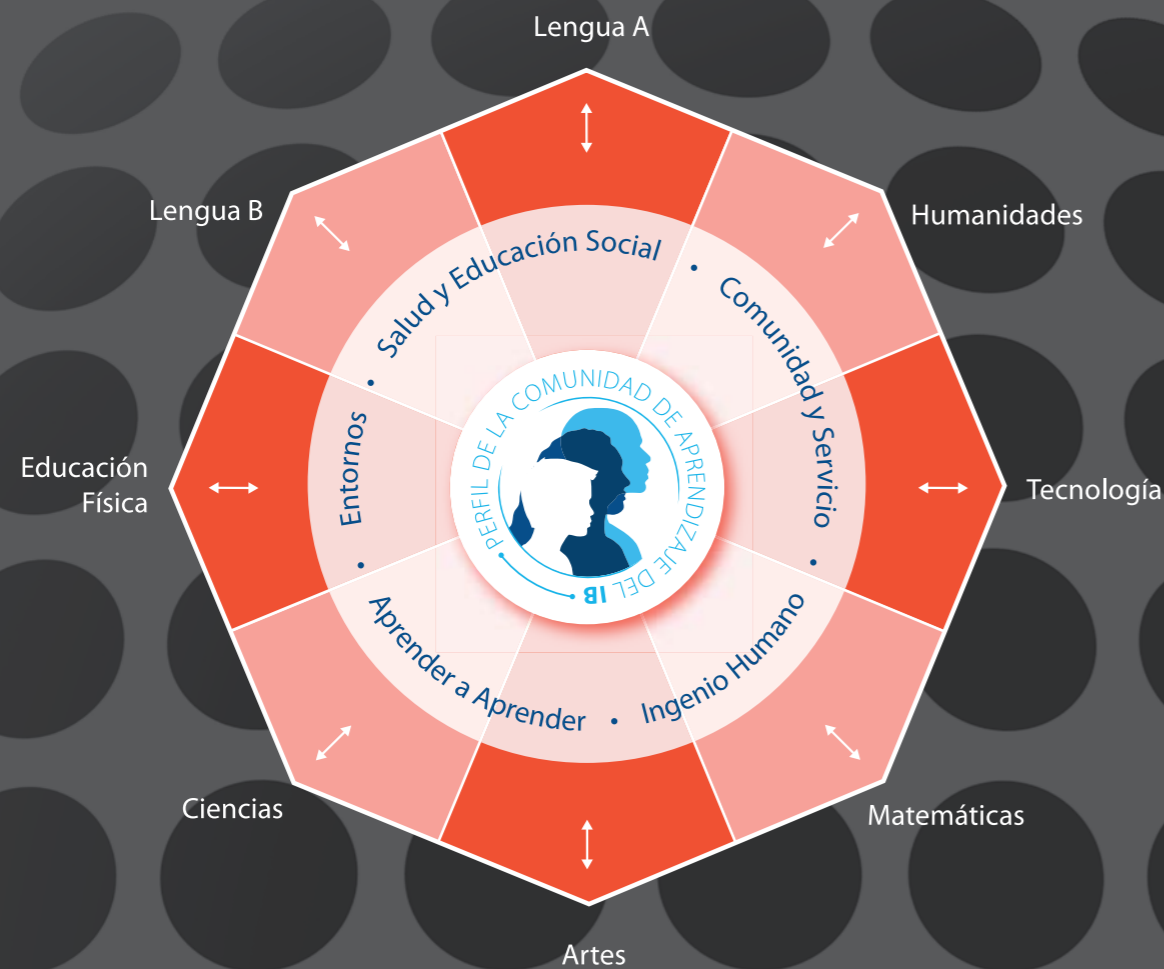 Lengua A
Lengua B
Humanidades
Salud y Educación Social
• Comunidad y Servicio
• Entornos
PERFIL DE LA COMUNIDAD DE APRENDIZAJE DEL IB
Educación
Física
Tecnología
• Aprender a Aprender
• Ingenio Humano •
Ciencias
Matemáticas
Artes